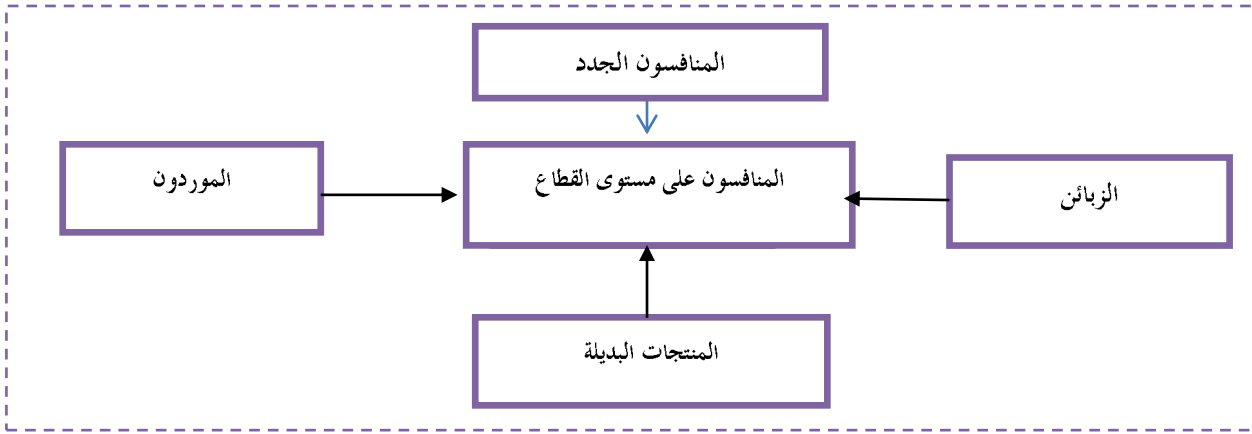 المنافسون الجدد
الزبائن
المنافسون على مستوى القطاع
الموردون
المنتجات البديلة